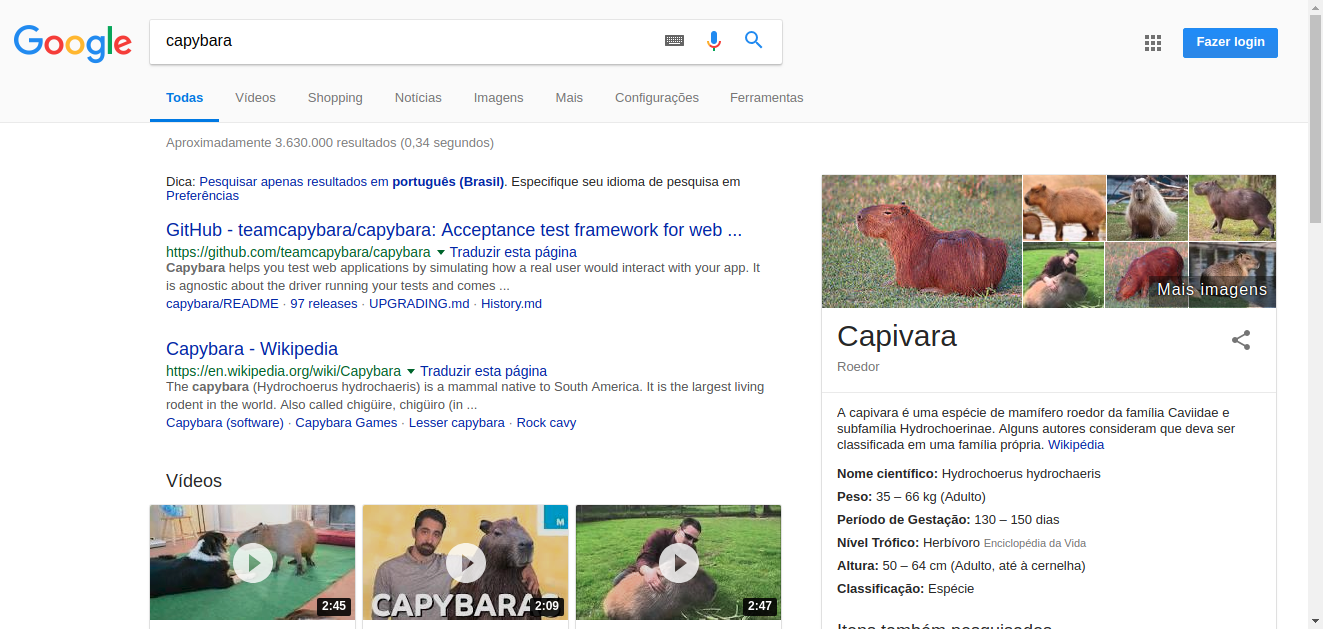 Google
capybara
Fazer login
Todas Vídeos Shopping Notícias Imagens Mais Configurações Ferramentas
Aproximadamente 3.630.000 resultados (0,34 segundos)
Dica: Pesquisar apenas resultados em português (Brasil). Especifique seu idioma de pesquisa em
Preferências
GitHub - teamcapybara/capybara: Acceptance test framework for web ...
https://github.com/teamcapybara/capybara Traduzir esta página
Capybara helps you test web applications by simulating how a real user would interact with your app. It
is agnostic about the driver running your tests and comes ...
capybara/README · 97 releases · UPGRADING.md · History.md
Capybara - Wikipedia
https://en.wikipedia.org/wiki/Capybara Traduzir esta página
The capybara (Hydrochoerus hydrochaeris) is a mammal native to South America. It is the largest living
rodent in the world. Also called chigüire, chigüiro (in ...
Capybara (software) · Capybara Games · Lesser capybara · Rock cavy
Vídeos
2:45
M
CAPYBARAS
2:09
2:47
Mais imagens
Capivara
Roedor
A capivara é uma espécie de mamífero roedor da família Caviidae e
subfamília Hydrochoerinae. Alguns autores consideram que deva ser
classificada em uma família própria. Wikipédia
Nome científico: Hydrochoerus hydrochaeris
Peso: 35 – 66 kg (Adulto)
Período de Gestação: 130 – 150 dias
Nível Trófico: Herbívoro Enciclopédia da Vida
Altura: 50 – 64 cm (Adulto, até à cernelha)
Classificação: Espécie
Itens também pesquisados